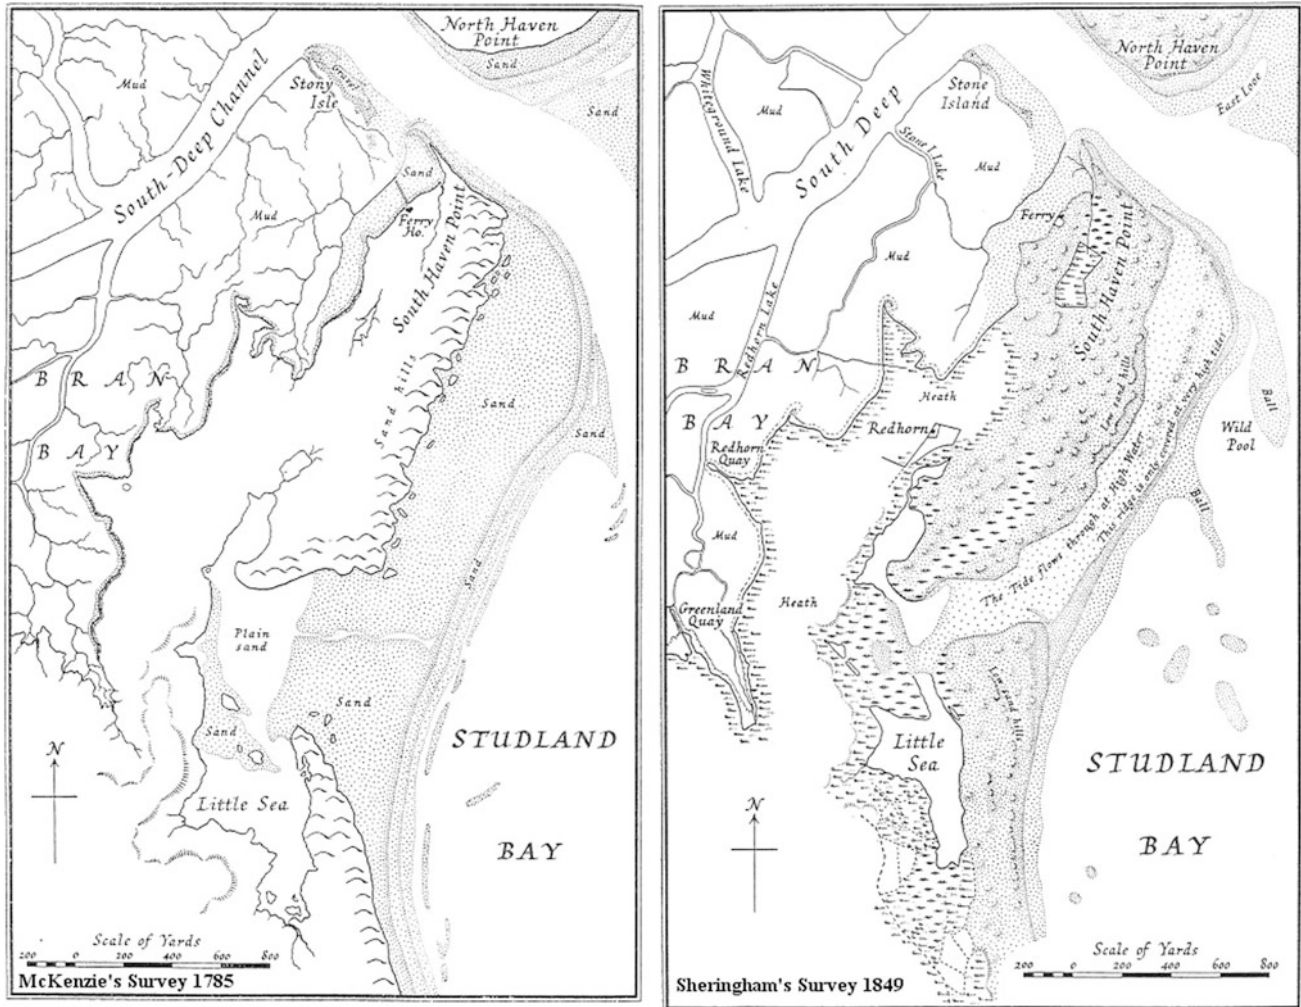 North Haven
Point
Sand
Sand
Mud
South-Deep Channel
Gravel
Stony
Isle
Sand
Mud
Ferry
Ho.
South Haven Point
Sand hills
Sand
Sand
BRAN
BAY
Sand
Plain
sand
Sand
Sand
Little Sea
N
STUDLAND
BAY
Scale of Yards
200 0 200 400 600 800
McKenzie's Survey 1785
North Haven
Point
East Looe
Whiteground Lake
Mud
South Deep
Stone
Island
Stone I. Lake
Mud
Ferry
Mud
South Haven Point
Mud
Redhorn Lake
BRAN
BAY
Heath
Redhorn
Redhorn
Quay
Low sand hills
Ball
Wild
Pool
Ball
The Tide flows through at High Water
This ridge is only covered at very high tides
Mud
Greenland
Quay
Heath
Low sand hills
Little
Sea
N
STUDLAND
BAY
Scale of Yards
200 0 200 400 600 800
Sheringham's Survey 1849